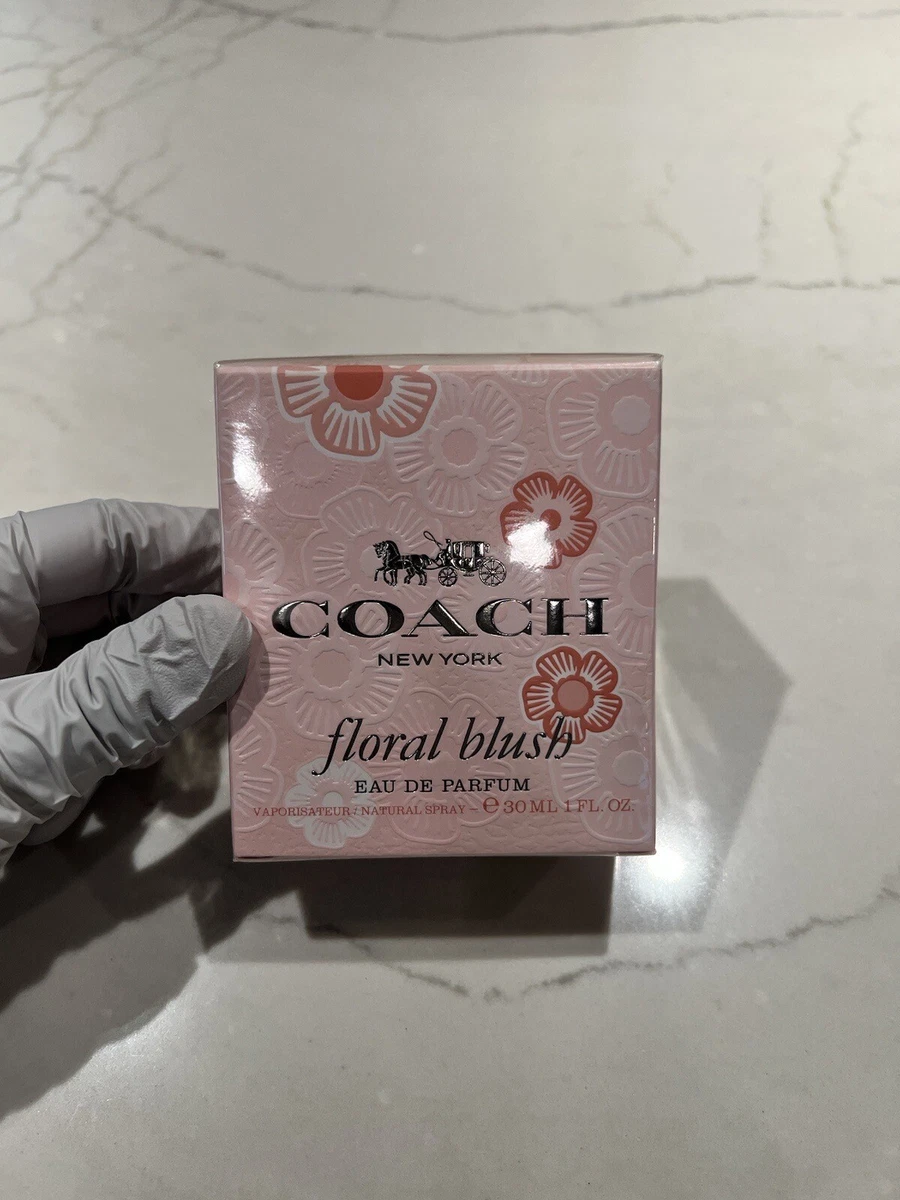 COACH
NEW YORK
floral blush
EAU DE PARFUM
VAPORISATEUR / NATURAL SPRAY – ℮ 30 ML 1 FL. OZ.